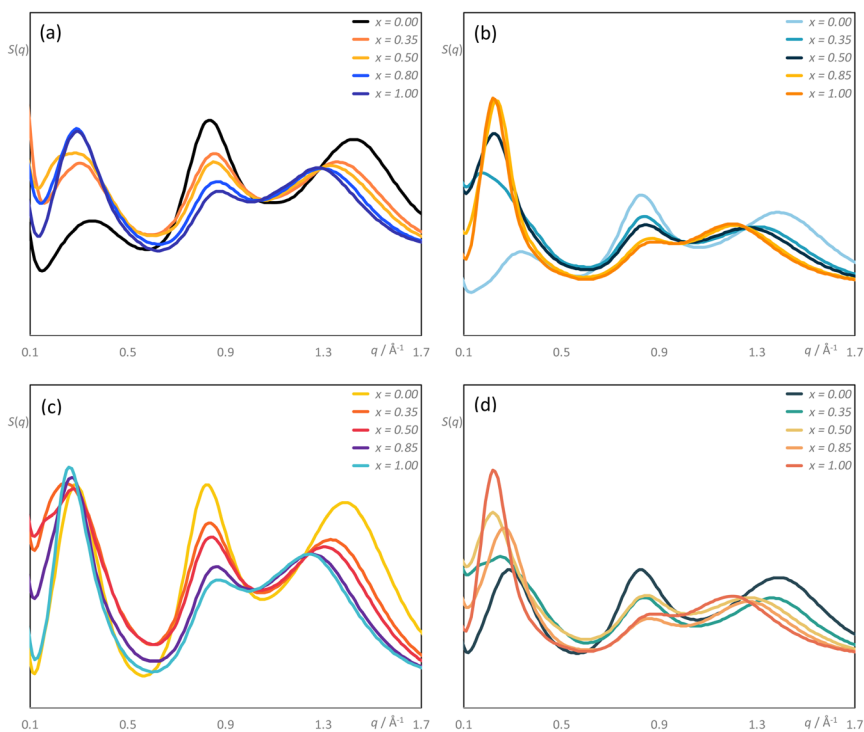 (a)
S(q)
x = 0.00
x = 0.35
x = 0.50
x = 0.80
x = 1.00
0.1 0.5 0.9 1.3 q / Å⁻¹ 1.7
(b)
S(q)
x = 0.00
x = 0.35
x = 0.50
x = 0.85
x = 1.00
0.1 0.5 0.9 1.3 q / Å⁻¹ 1.7
(c)
S(q)
x = 0.00
x = 0.35
x = 0.50
x = 0.85
x = 1.00
0.1 0.5 0.9 1.3 q / Å⁻¹ 1.7
(d)
S(q)
x = 0.00
x = 0.35
x = 0.50
x = 0.85
x = 1.00
0.1 0.5 0.9 1.3 q / Å⁻¹ 1.7